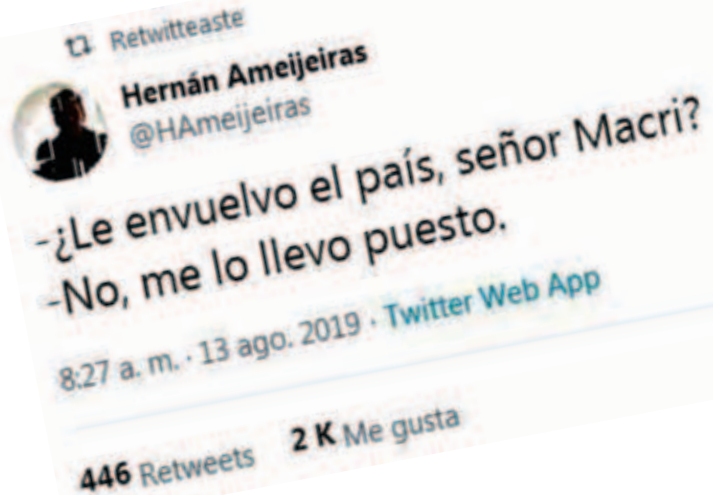 Retwitteaste
Hernán Ameijeiras
@HAmeijeiras
-¿Le envuelvo el país, señor Macri?
-No, me lo llevo puesto.
8:27 a. m. · 13 ago. 2019 · Twitter Web App
446 Retweets 2 K Me gusta